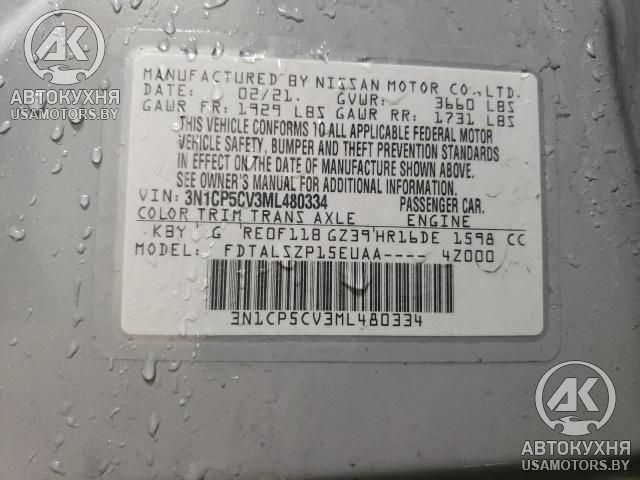 MANUFACTURED BY NISSAN MOTOR CO.,LTD.
DATE: 02/21. GVWR: 3660 LBS
GAWR FR: 1929 LBS GAWR RR: 1731 LBS
THIS VEHICLE CONFORMS TO ALL APPLICABLE FEDERAL MOTOR
VEHICLE SAFETY, BUMPER AND THEFT PREVENTION STANDARDS
IN EFFECT ON THE DATE OF MANUFACTURE SHOWN ABOVE.
SEE OWNER'S MANUAL FOR ADDITIONAL INFORMATION.
VIN: 3N1CP5CV3ML480334 PASSENGER CAR.
COLOR TRIM TRANS AXLE ENGINE
KBY G RE0F11B GZ39 HR16DE 1598 CC
MODEL: FDTALSZP15EUAA---- 4Z000
3N1CP5CV3ML480334
АК
АВТОКУХНЯ
USAMOTORS.BY
АК
АВТОКУХНЯ
USAMOTORS.BY